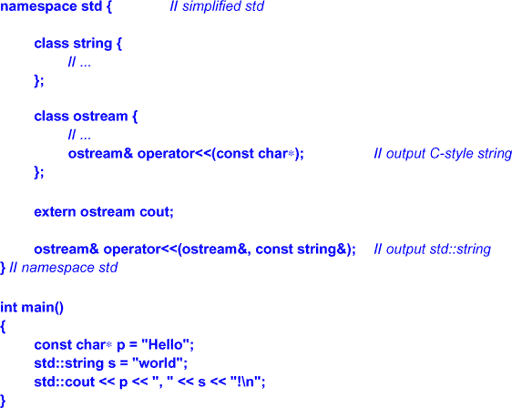 namespace std {     // simplified std
class string {
// ...
};
class ostream {
// ...
ostream& operator<<(const char*);     // output C-style string
};
extern ostream cout;
ostream& operator<<(ostream&, const string&);     // output std::string
} // namespace std
int main()
{
const char* p = "Hello";
std::string s = "world";
std::cout << p << ", " << s << "!\n";
}